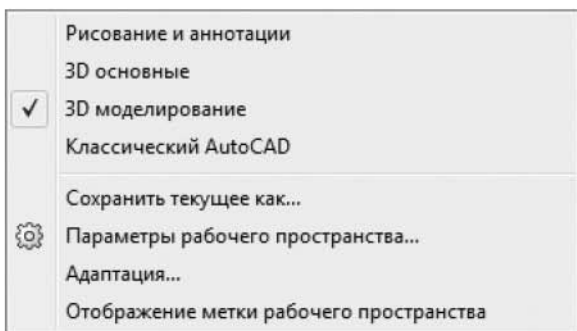 Рисование и аннотации
3D основные
3D моделирование
Классический AutoCAD
Сохранить текущее как...
Параметры рабочего пространства...
Адаптация...
Отображение метки рабочего пространства